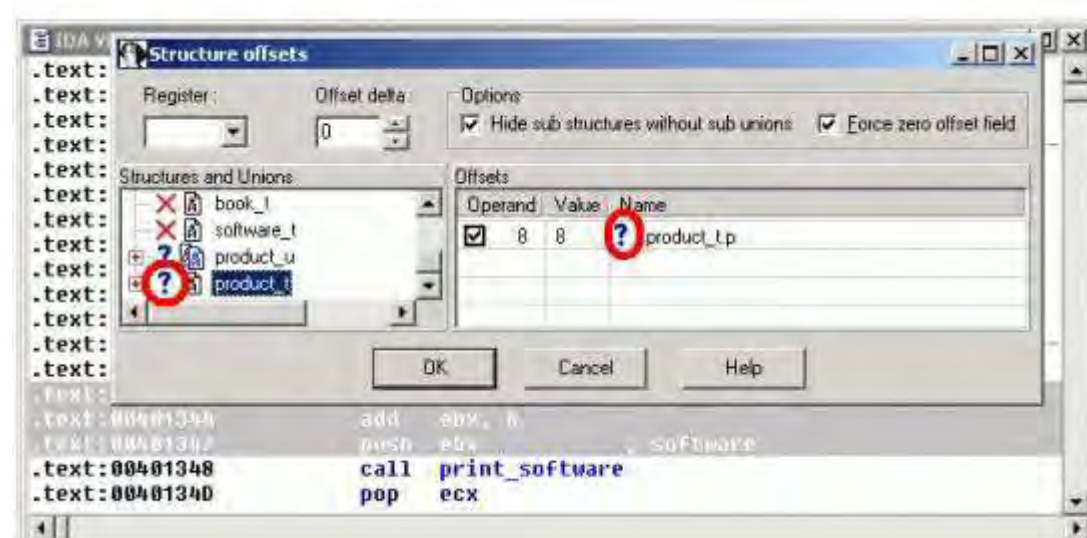 IDA V
Structure offsets
.text:
.text:
.text:
.text:
.text:
.text:
.text:
.text:
.text:
.text:
.text:
.text:
.text:
Register:
Offset delta
0
Options
Hide sub structures without sub unions
Force zero offset field
Structures and Unions
book_t
software_t
? product_u
? product_t
Offsets
Operand Value Name
8 8 ? product_t.p
OK
Cancel
Help
add ebx,
push ebx ; software
.text:00401348 call print_software
.text:0040134D pop ecx